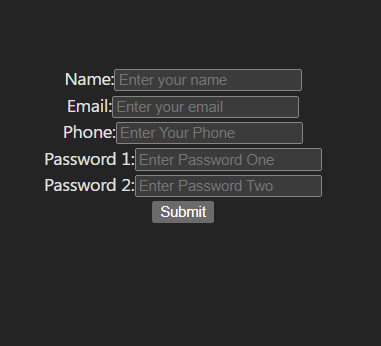 Name: Enter your name
Email: Enter your email
Phone: Enter Your Phone
Password 1: Enter Password One
Password 2: Enter Password Two
Submit